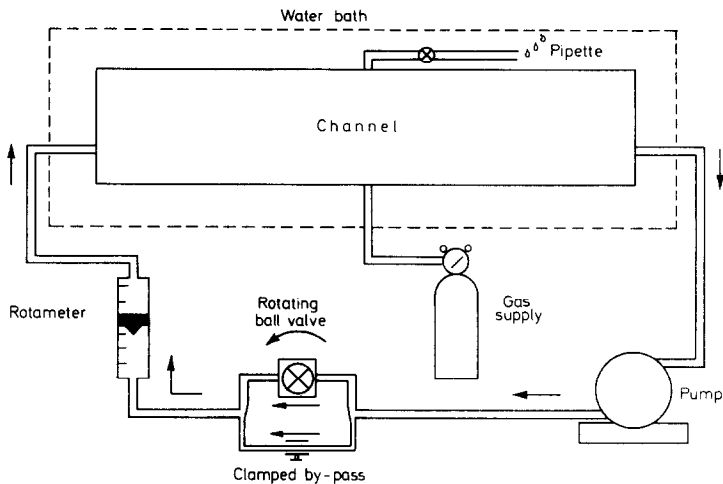 Water bath
Pipette
Channel
Rotameter
Rotating
ball valve
Gas
supply
Pump
Clamped by-pass